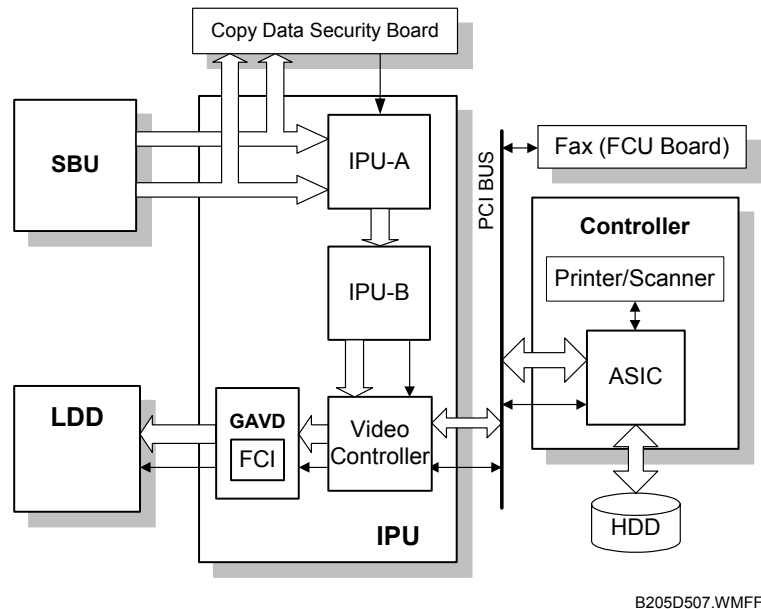 Copy Data Security Board
SBU
IPU-A
PCI BUS
Fax (FCU Board)
Controller
Printer/Scanner
IPU-B
ASIC
LDD
GAVD
FCI
Video
Controller
IPU
HDD
B205D507.WMFF